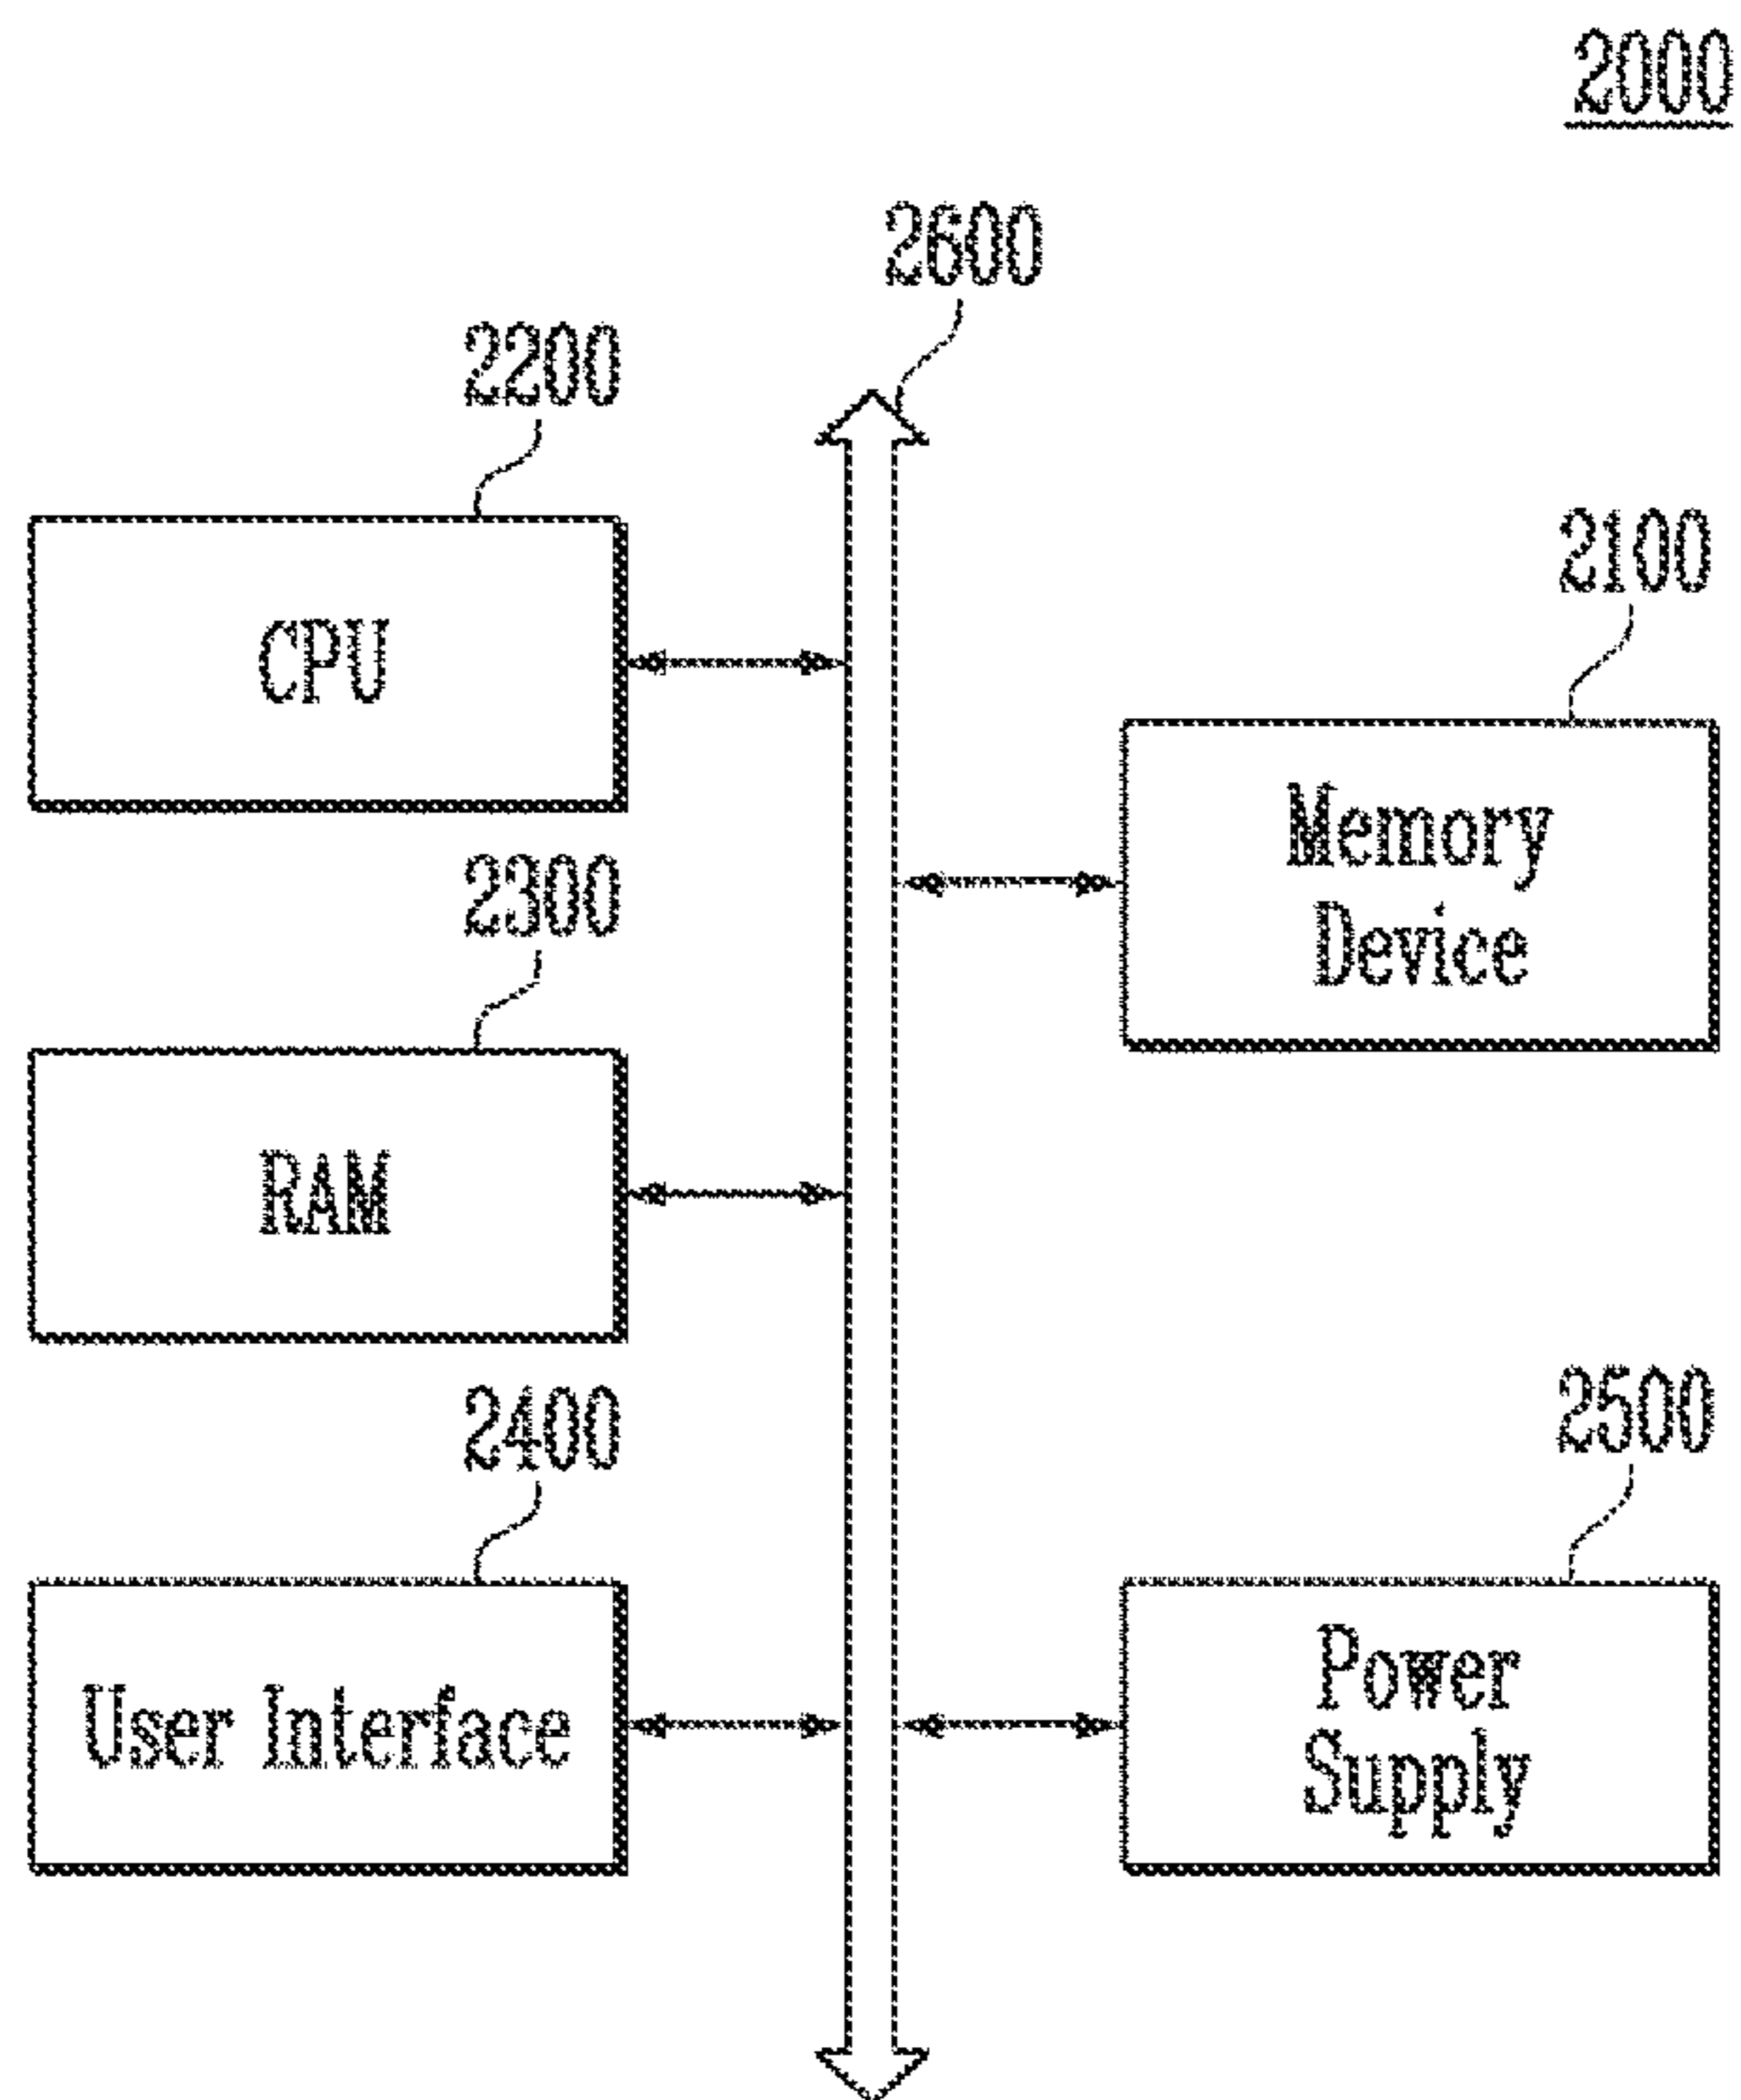 2000
2600
2200
CPU
2100
Memory
Device
2300
RAM
2400
User Interface
2500
Power
Supply